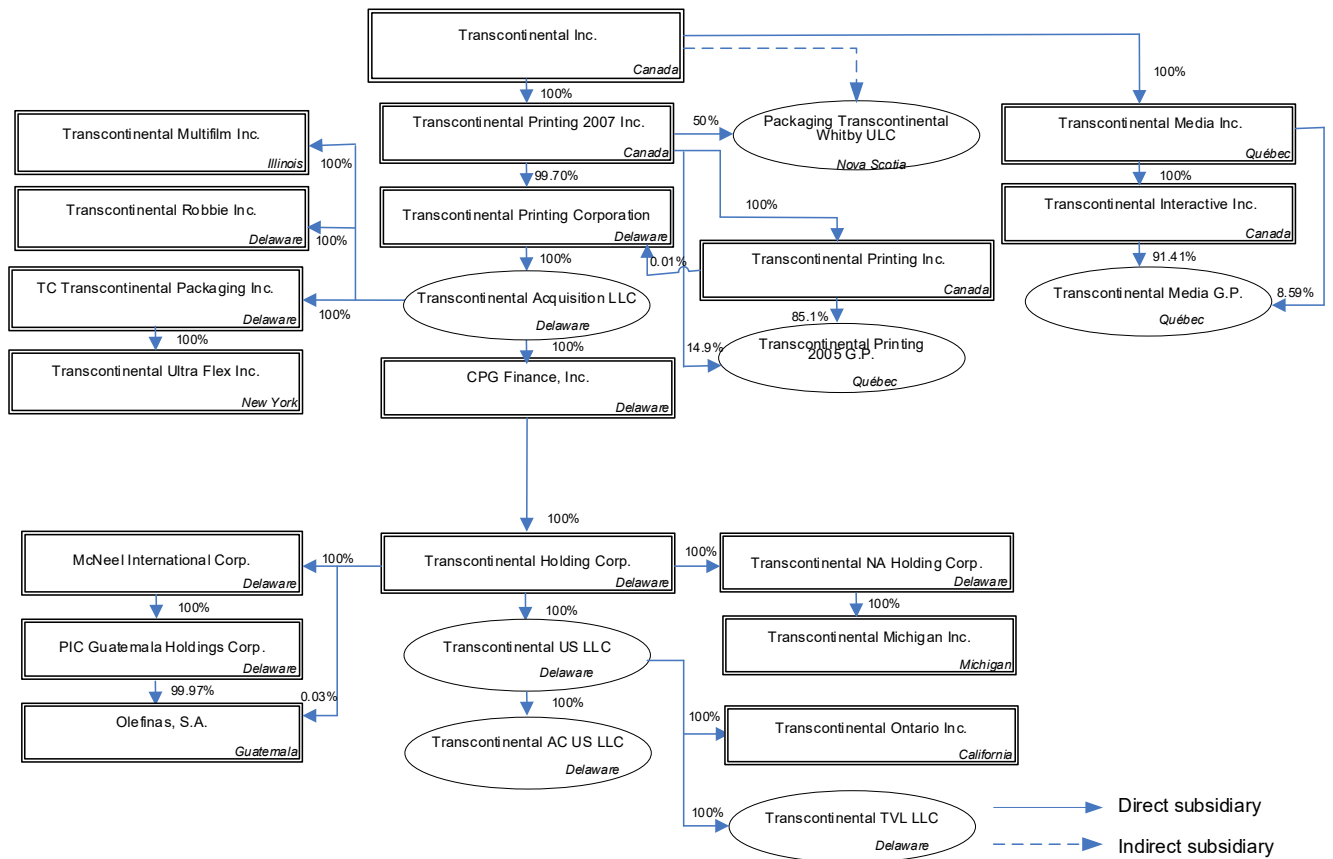 Transcontinental Inc.
Canada
100%
100%
Transcontinental Multifilm Inc.
Illinois
100%
Transcontinental Printing 2007 Inc.
Canada
50%
Packaging Transcontinental
Whitby ULC
Nova Scotia
Transcontinental Media Inc.
Québec
99.70%
100%
Transcontinental Robbie Inc.
Delaware
100%
Transcontinental Printing Corporation
Delaware
100%
Transcontinental Interactive Inc.
Canada
100%
0.01%
Transcontinental Printing Inc.
Canada
91.41%
TC Transcontinental Packaging Inc.
Delaware
100%
Transcontinental Acquisition LLC
Delaware
Transcontinental Media G.P.
Québec
8.59%
85.1%
100%
100%
14.9%
Transcontinental Printing
2005 G.P.
Québec
Transcontinental Ultra Flex Inc.
New York
CPG Finance, Inc.
Delaware
100%
McNeel International Corp.
Delaware
100%
Transcontinental Holding Corp.
Delaware
100%
Transcontinental NA Holding Corp.
Delaware
100%
100%
100%
PIC Guatemala Holdings Corp.
Delaware
Transcontinental US LLC
Delaware
Transcontinental Michigan Inc.
Michigan
99.97%
0.03%
100%
Olefinas, S.A.
Guatemala
Transcontinental AC US LLC
Delaware
100%
Transcontinental Ontario Inc.
California
100%
Transcontinental TVL LLC
Delaware
Direct subsidiary
Indirect subsidiary